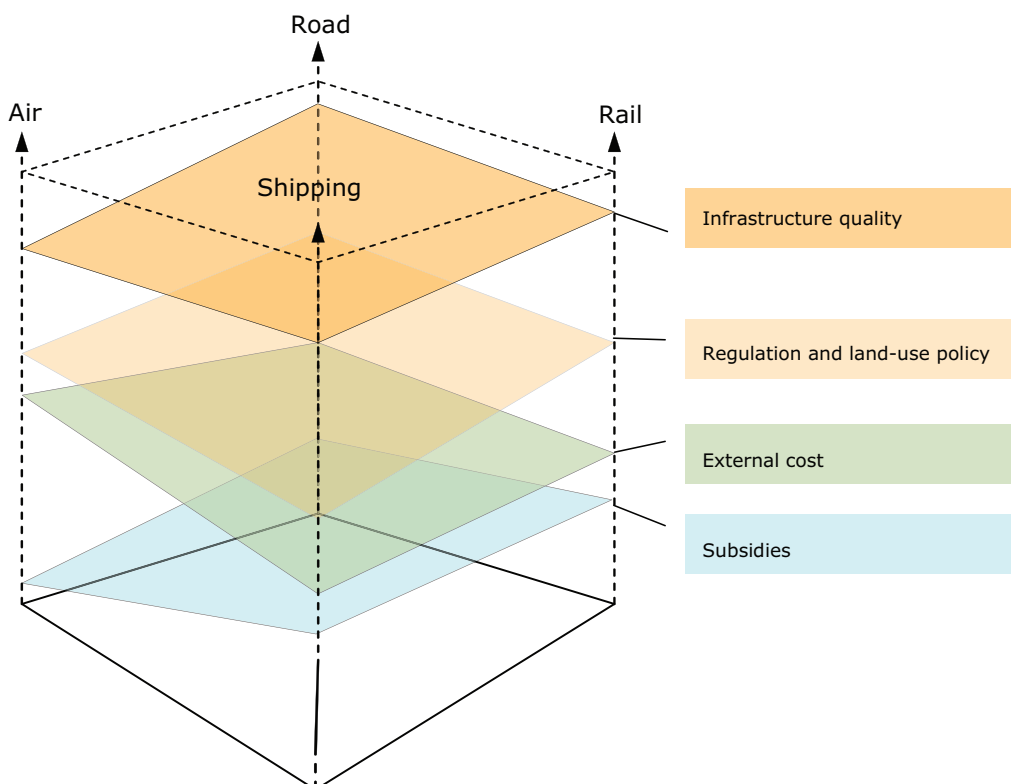 Road
Air
Rail
Shipping
Infrastructure quality
Regulation and land-use policy
External cost
Subsidies